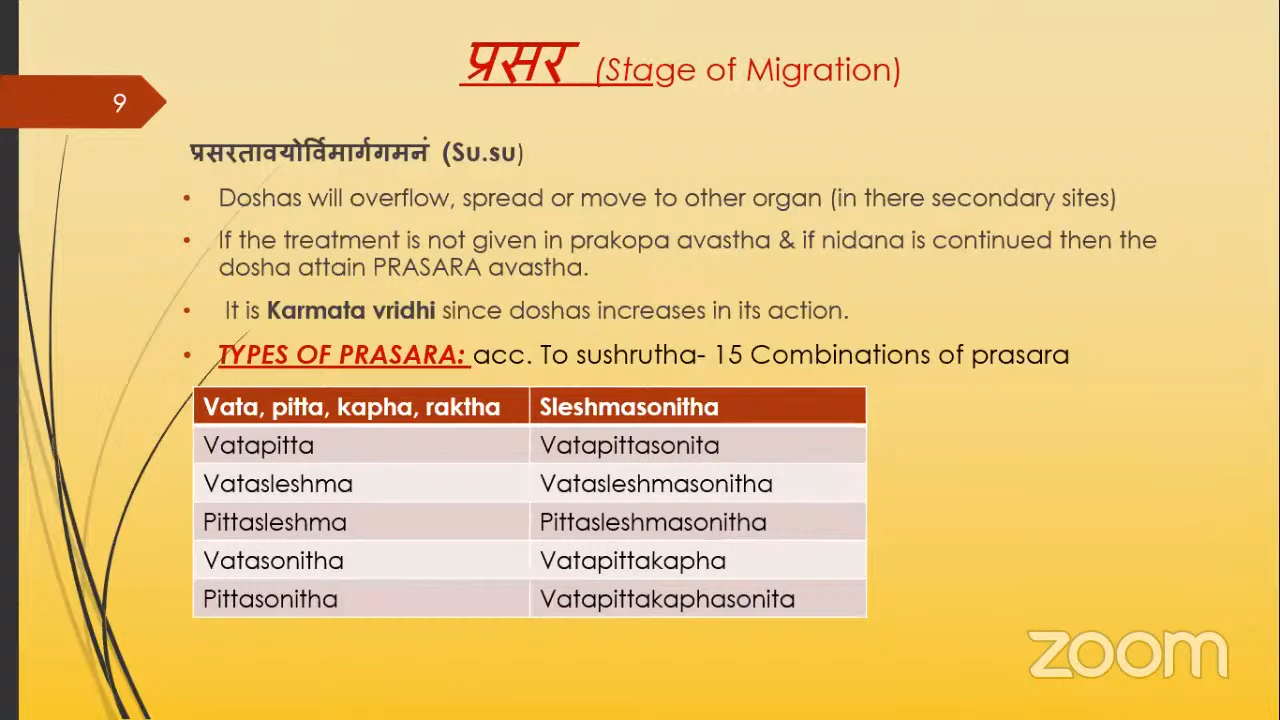 प्रसर (Stage of Migration)
9
प्रसरतावयोर्विमार्गगमनं (Su.su)
• Doshas will overflow, spread or move to other organ (in there secondary sites)
• If the treatment is not given in prakopa avastha & if nidana is continued then the
dosha attain PRASARA avastha.
• It is Karmata vridhi since doshas increases in its action.
• TYPES OF PRASARA: acc. To sushrutha- 15 Combinations of prasara
Vata, pitta, kapha, raktha Sleshmasonitha
Vatapitta Vatapittasonita
Vatasleshma Vatasleshmasonitha
Pittasleshma Pittasleshmasonitha
Vatasonitha Vatapittakapha
Pittasonitha Vatapittakaphasonita
zoom